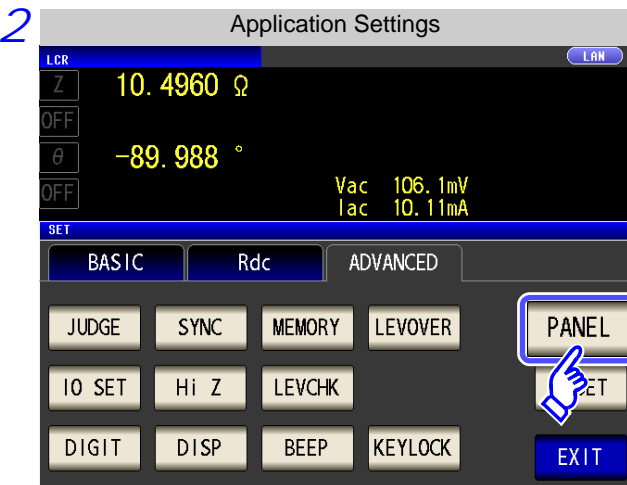 2 Application Settings
LCR LAN
Z 10.4960 Ω
OFF
θ -89.988 °
OFF Vac 106.1mV
Iac 10.11mA
SET
BASIC Rdc ADVANCED
JUDGE SYNC MEMORY LEVOVER PANEL
IO SET Hi Z LEVCHK
DIGIT DISP BEEP KEYLOCK EXIT